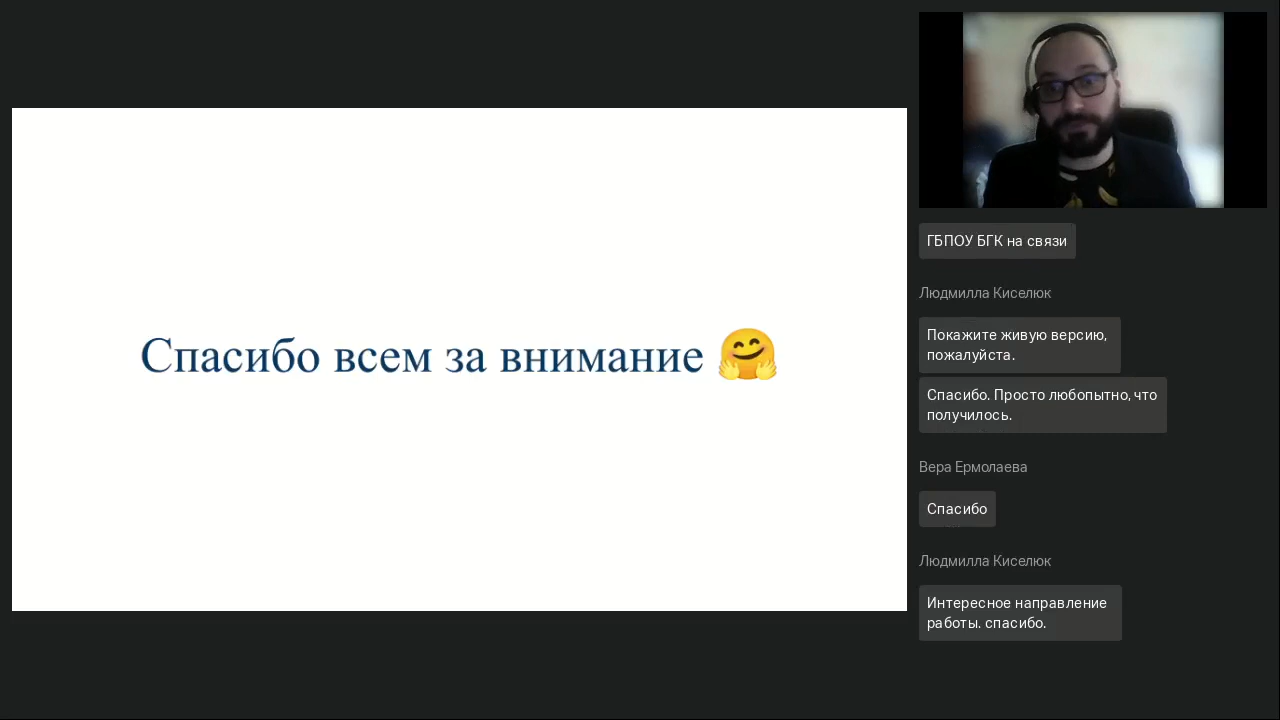 Спасибо всем за внимание 🤗
ГБПОУ БГК на связи
Людмилла Киселюк
Покажите живую версию,
пожалуйста.
Спасибо. Просто любопытно, что
получилось.
Вера Ермолаева
Спасибо
Людмилла Киселюк
Интересное направление
работы. спасибо.